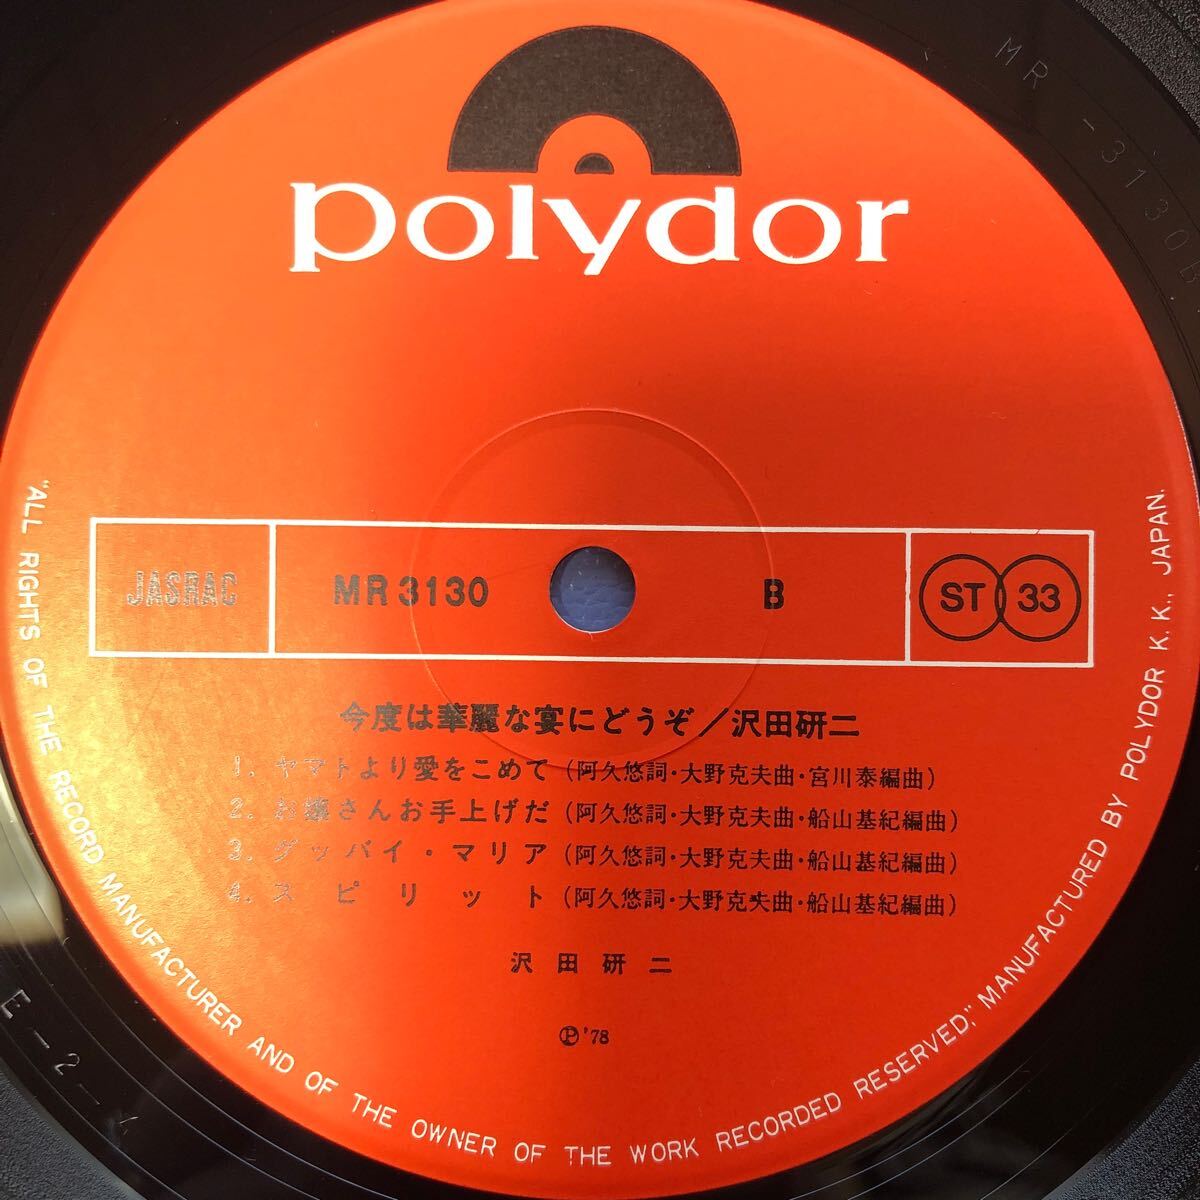 polydor
JASRAC MR 3130 B ST 33
今度は華麗な宴にどうぞ／沢田研二
1. ヤマトより愛をこめて (阿久悠詞・大野克夫曲・宮川泰編曲)
2. お嬢さんお手上げだ (阿久悠詞・大野克夫曲・船山基紀編曲)
3. グッバイ・マリア (阿久悠詞・大野克夫曲・船山基紀編曲)
4. スピリット (阿久悠詞・大野克夫曲・船山基紀編曲)
沢田研二
Ⓟ'78
"ALL RIGHTS OF THE RECORD MANUFACTURER AND OF THE OWNER OF THE WORK RECORDED RESERVED," MANUFACTURED BY POLYDOR K.K., JAPAN.
MR-3130B
E-2